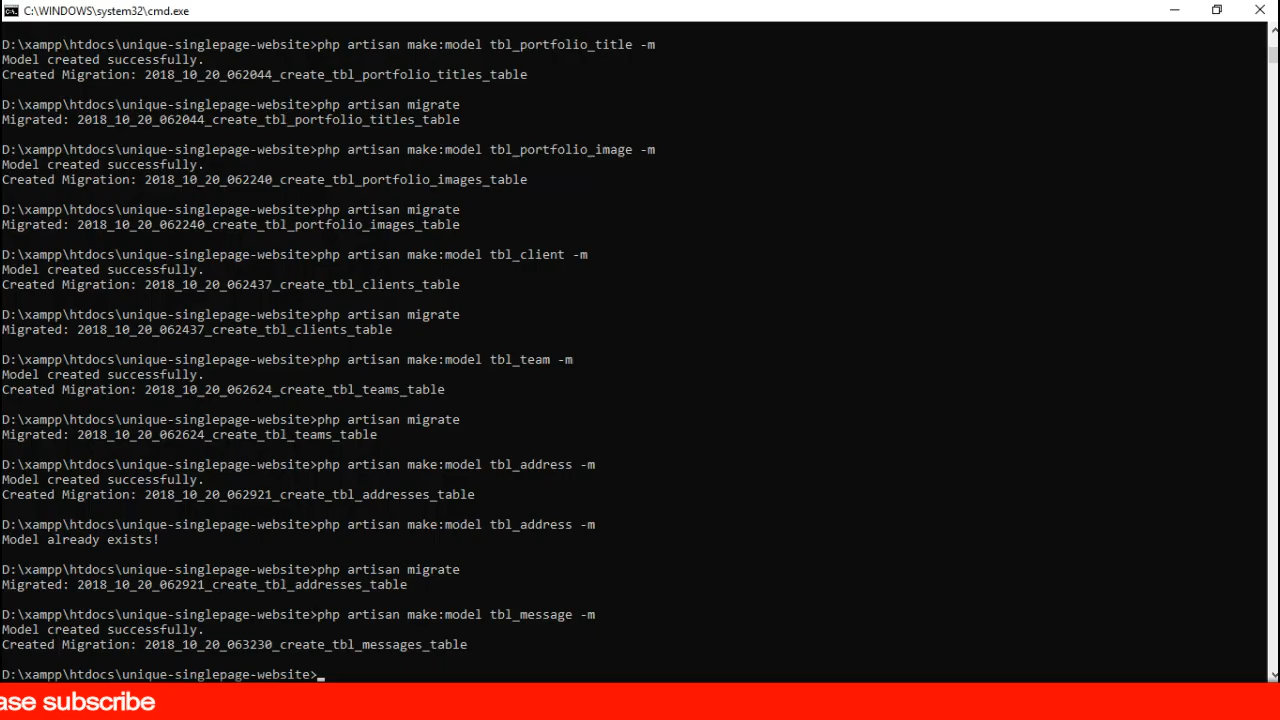 C:\WINDOWS\system32\cmd.exe
D:\xampp\htdocs\unique-singlepage-website>php artisan make:model tbl_portfolio_title -m
Model created successfully.
Created Migration: 2018_10_20_062044_create_tbl_portfolio_titles_table
D:\xampp\htdocs\unique-singlepage-website>php artisan migrate
Migrated: 2018_10_20_062044_create_tbl_portfolio_titles_table
D:\xampp\htdocs\unique-singlepage-website>php artisan make:model tbl_portfolio_image -m
Model created successfully.
Created Migration: 2018_10_20_062240_create_tbl_portfolio_images_table
D:\xampp\htdocs\unique-singlepage-website>php artisan migrate
Migrated: 2018_10_20_062240_create_tbl_portfolio_images_table
D:\xampp\htdocs\unique-singlepage-website>php artisan make:model tbl_client -m
Model created successfully.
Created Migration: 2018_10_20_062437_create_tbl_clients_table
D:\xampp\htdocs\unique-singlepage-website>php artisan migrate
Migrated: 2018_10_20_062437_create_tbl_clients_table
D:\xampp\htdocs\unique-singlepage-website>php artisan make:model tbl_team -m
Model created successfully.
Created Migration: 2018_10_20_062624_create_tbl_teams_table
D:\xampp\htdocs\unique-singlepage-website>php artisan migrate
Migrated: 2018_10_20_062624_create_tbl_teams_table
D:\xampp\htdocs\unique-singlepage-website>php artisan make:model tbl_address -m
Model created successfully.
Created Migration: 2018_10_20_062921_create_tbl_addresses_table
D:\xampp\htdocs\unique-singlepage-website>php artisan make:model tbl_address -m
Model already exists!
D:\xampp\htdocs\unique-singlepage-website>php artisan migrate
Migrated: 2018_10_20_062921_create_tbl_addresses_table
D:\xampp\htdocs\unique-singlepage-website>php artisan make:model tbl_message -m
Model created successfully.
Created Migration: 2018_10_20_063230_create_tbl_messages_table
D:\xampp\htdocs\unique-singlepage-website>_
ase subscribe